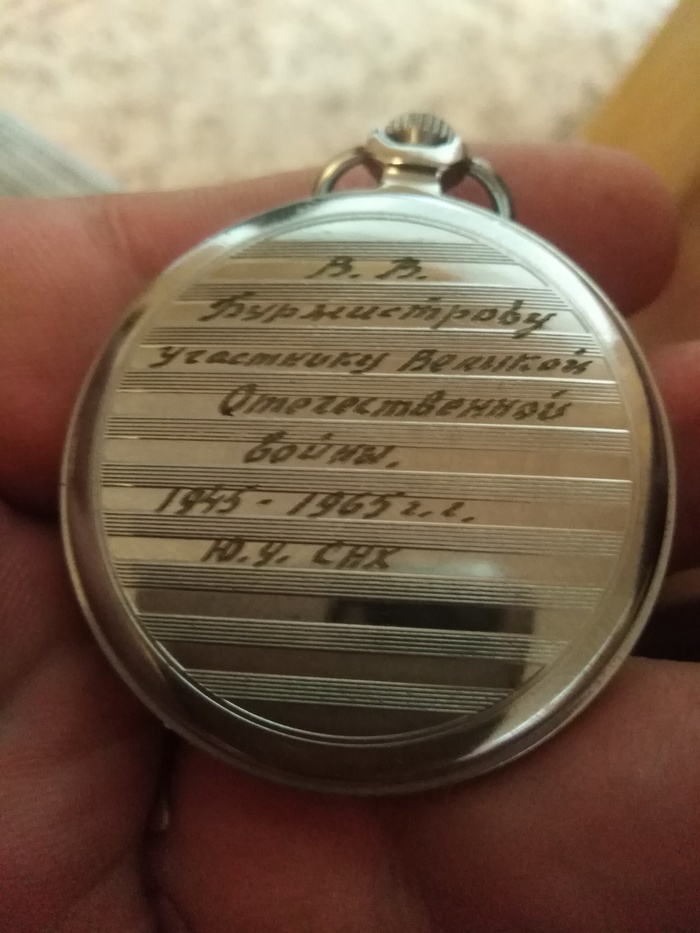 В. В.
Бурмистрову
участнику Великой
Отечественной
войны.
1945 - 1965 г.г.
Ю.У. СНХ